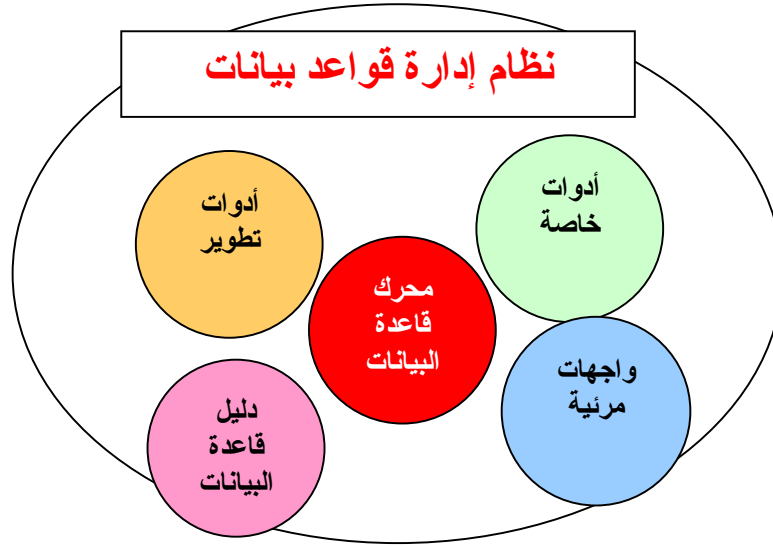 نظام إدارة قواعد بيانات
أدوات
خاصة
أدوات
تطوير
محرك
قاعدة
البيانات
واجهات
مرئية
دليل
قاعدة
البيانات